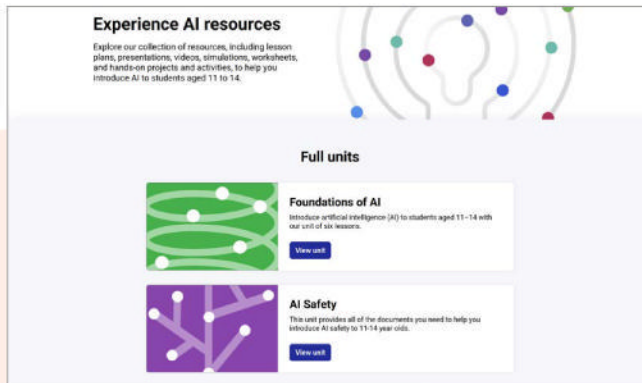 Experience AI resources
Explore our collection of resources, including lesson
plans, presentations, videos, simulations, worksheets,
and hands-on projects and activities, to help you
introduce AI to students aged 11 to 14.
Full units
Foundations of AI
Introduce artificial intelligence (AI) to students aged 11–14 with
our unit of six lessons.
View unit
AI Safety
This unit provides all of the documents you need to help you
introduce AI safety to 11-14 year olds.
View unit